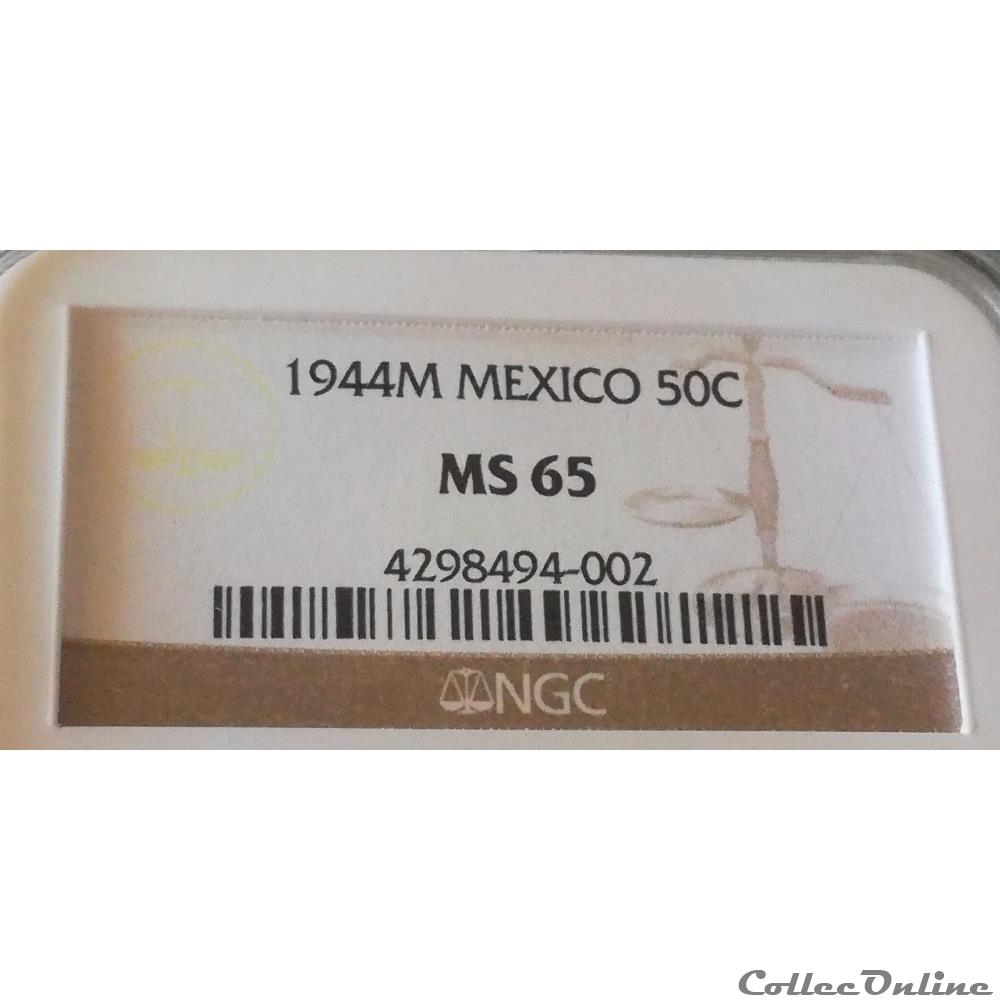 1944M MEXICO 50C
MS 65
4298494-002
NGC
CollecOnline